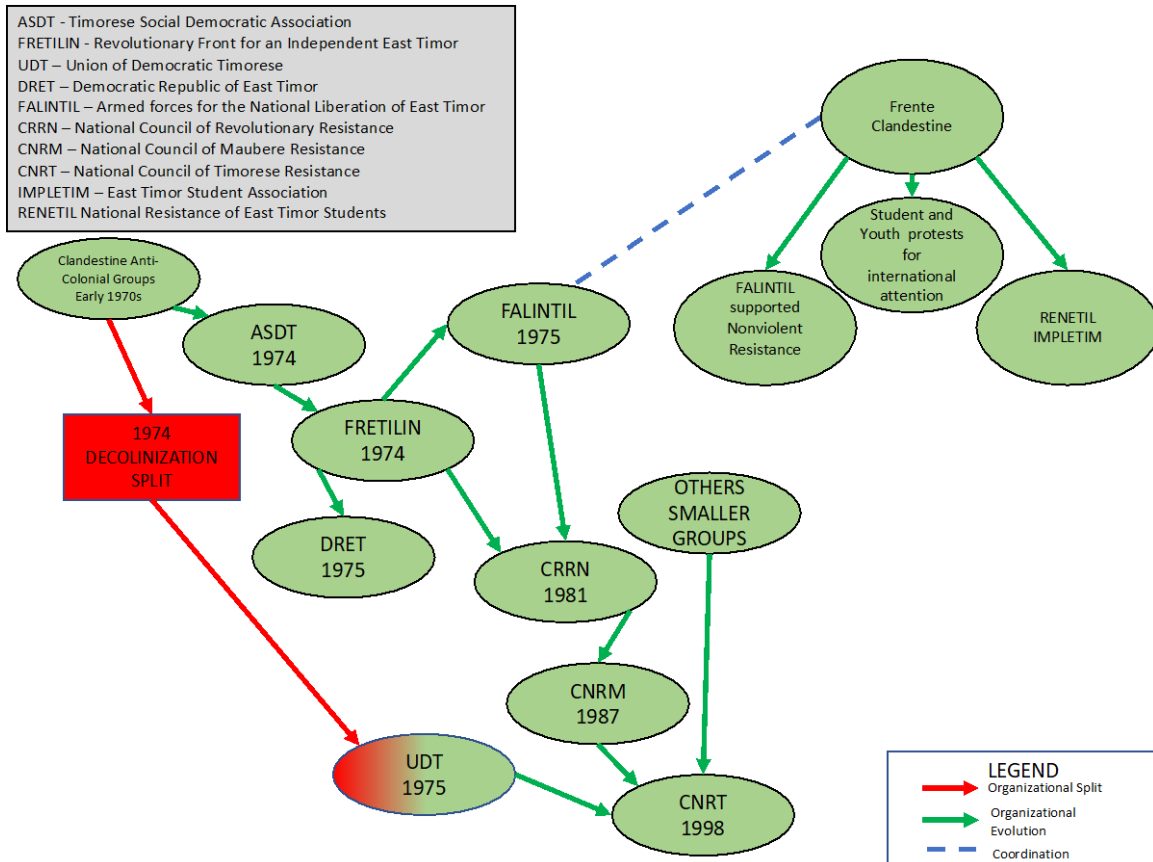 ASDT - Timorese Social Democratic Association
FRETILIN - Revolutionary Front for an Independent East Timor
UDT – Union of Democratic Timorese
DRET – Democratic Republic of East Timor
FALINTIL – Armed forces for the National Liberation of East Timor
CRRN – National Council of Revolutionary Resistance
CNRM – National Council of Maubere Resistance
CNRT – National Council of Timorese Resistance
IMPLETIM – East Timor Student Association
RENETIL National Resistance of East Timor Students
Frente
Clandestine
Student and
Youth protests
for
international
attention
FALINTIL
supported
Nonviolent
Resistance
RENETIL
IMPLETIM
Clandestine Anti-
Colonial Groups
Early 1970s
ASDT
1974
FALINTIL
1975
1974
DECOLINIZATION
SPLIT
FRETILIN
1974
DRET
1975
OTHERS
SMALLER
GROUPS
CRRN
1981
CNRM
1987
UDT
1975
CNRT
1998
LEGEND
Organizational Split
Organizational
Evolution
Coordination